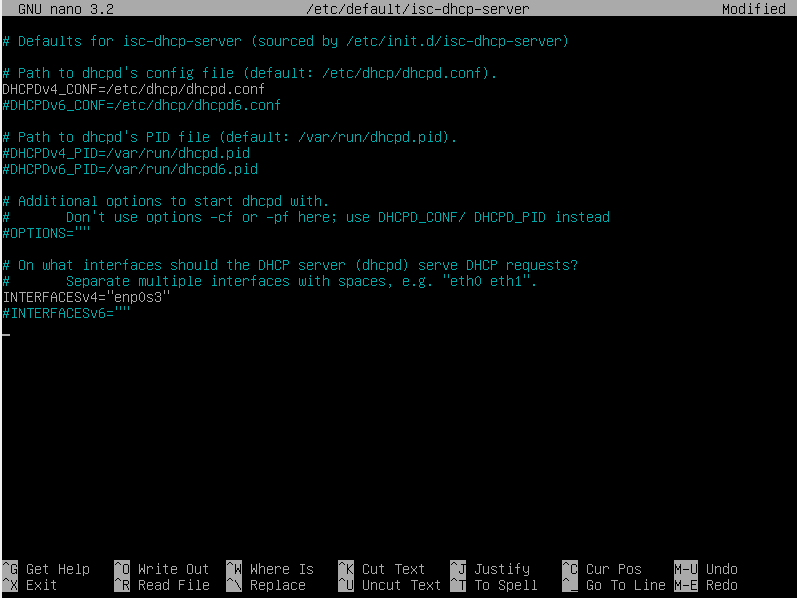 GNU nano 3.2 /etc/default/isc-dhcp-server Modified
# Defaults for isc-dhcp-server (sourced by /etc/init.d/isc-dhcp-server)
# Path to dhcpd's config file (default: /etc/dhcp/dhcpd.conf).
DHCPDv4_CONF=/etc/dhcp/dhcpd.conf
#DHCPDv6_CONF=/etc/dhcp/dhcpd6.conf
# Path to dhcpd's PID file (default: /var/run/dhcpd.pid).
#DHCPDv4_PID=/var/run/dhcpd.pid
#DHCPDv6_PID=/var/run/dhcpd6.pid
# Additional options to start dhcpd with.
#       Don't use options -cf or -pf here; use DHCPD_CONF/ DHCPD_PID instead
#OPTIONS=""
# On what interfaces should the DHCP server (dhcpd) serve DHCP requests?
#       Separate multiple interfaces with spaces, e.g. "eth0 eth1".
INTERFACESv4="enp0s3"
#INTERFACESv6=""
^G Get Help ^O Write Out ^W Where Is ^K Cut Text ^J Justify ^C Cur Pos M-U Undo
^X Exit ^R Read File ^\ Replace ^U Uncut Text ^T To Spell ^_ Go To Line M-E Redo